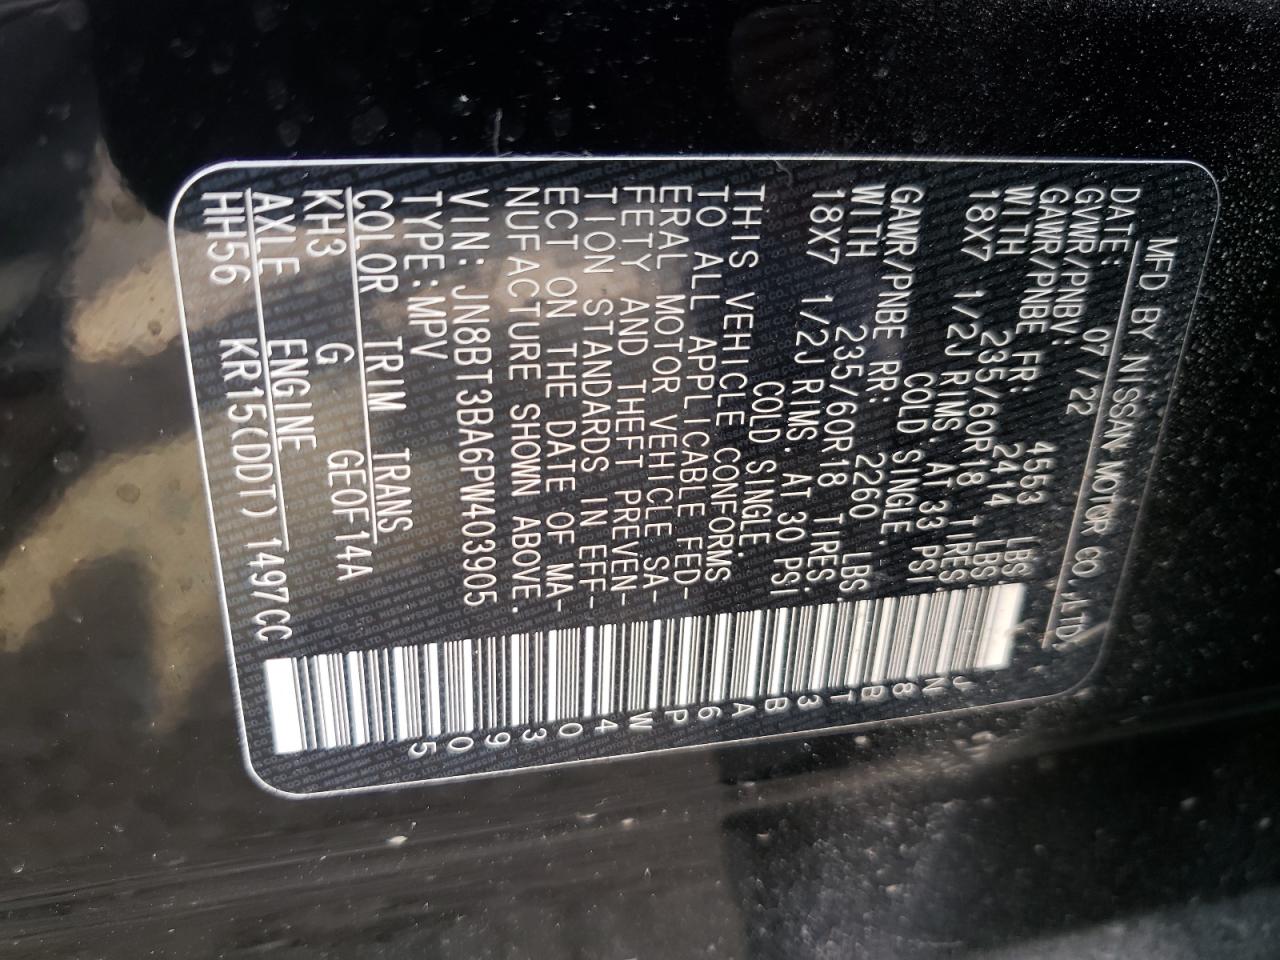 MFD BY NISSAN MOTOR CO.,LTD.
DATE: 07/22
GVWR/PNBV: 4553 LBS
GAWR/PNBE FR: 2414 LBS
WITH 235/60R18 TIRES.
18X7 1/2J RIMS. AT 33 PSI
COLD SINGLE.
GAWR/PNBE RR: 2260 LBS
WITH 235/60R18 TIRES.
18X7 1/2J RIMS. AT 30 PSI
COLD SINGLE.
THIS VEHICLE CONFORMS
TO ALL APPLICABLE FED-
ERAL MOTOR VEHICLE SA-
FETY AND THEFT PREVEN-
TION STANDARDS IN EFF-
ECT ON THE DATE OF MA-
NUFACTURE SHOWN ABOVE.
VIN: JN8BT3BA6PW403905
TYPE:MPV
COLOR TRIM TRANS
KH3 G GE0F14A
AXLE ENGINE
HH56 KR15(DDT) 1497CC
JN8BT3BA6PW403905